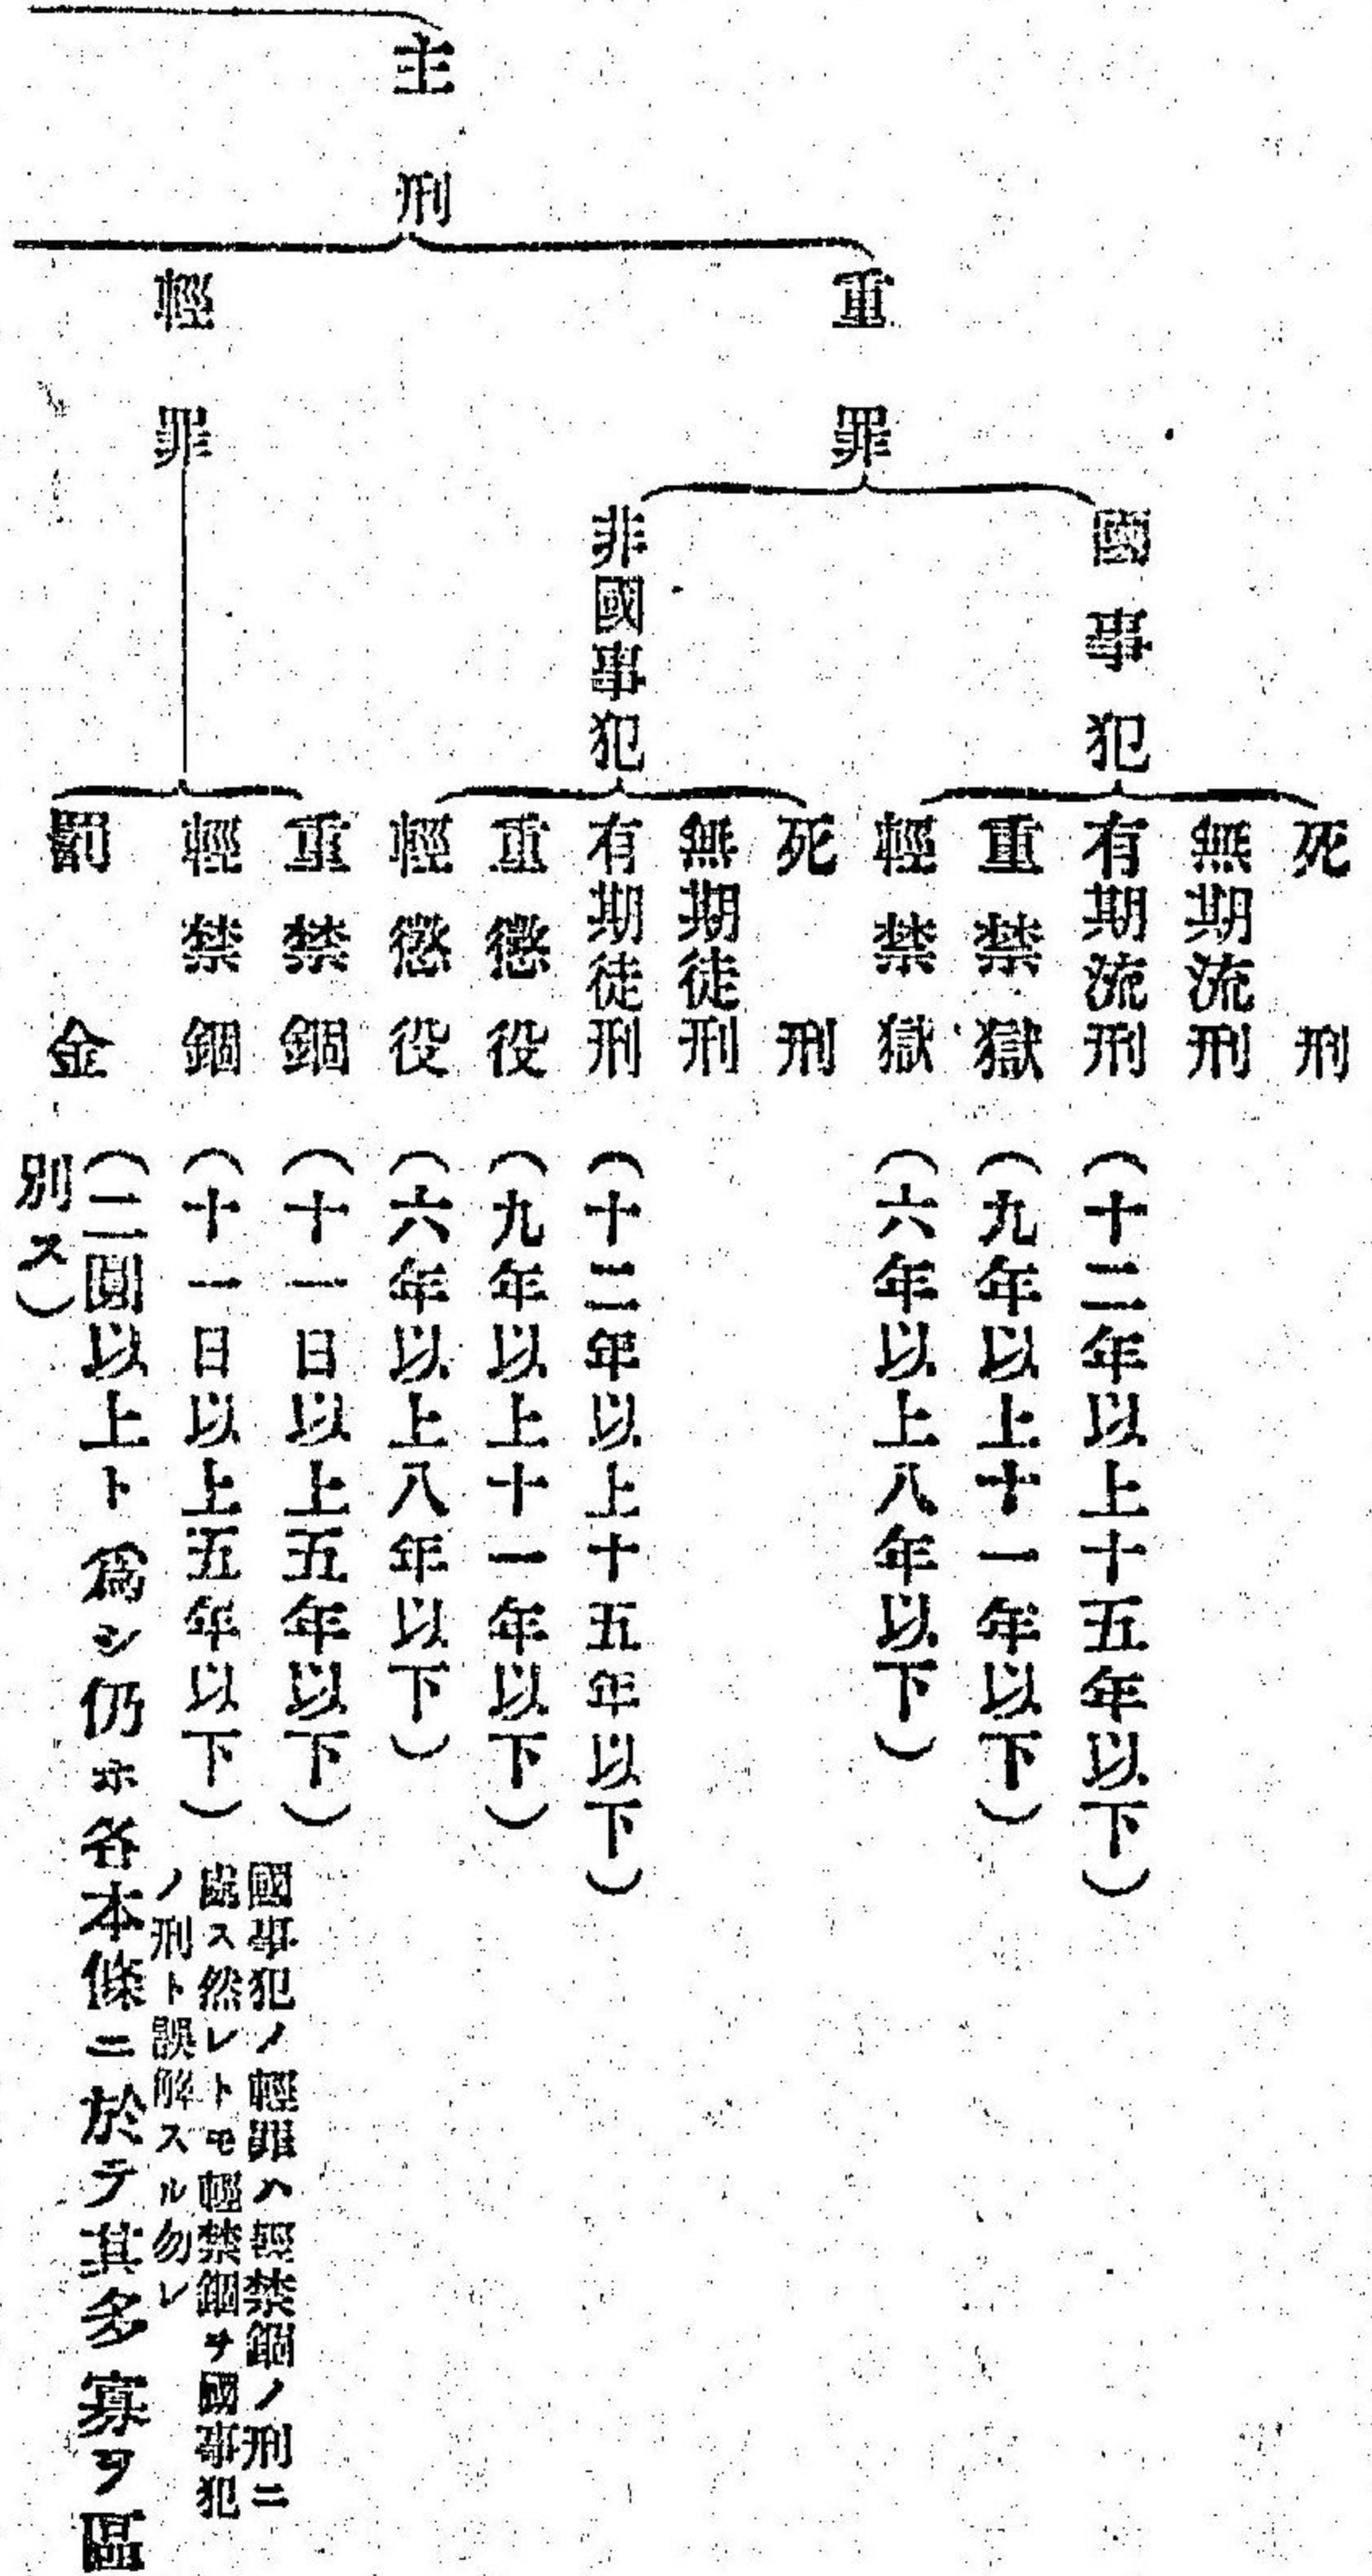 主刑
重罪
國事犯
死刑
無期流刑
有期流刑（十二年以上十五年以下）
重禁獄（九年以上十一年以下）
輕禁獄（六年以上八年以下）
非國事犯
死刑
無期徒刑
有期徒刑（十二年以上十五年以下）
重懲役（九年以上十一年以下）
輕懲役（六年以上八年以下）
輕罪
重禁錮（十一日以上五年以下）
輕禁錮（十一日以上五年以下）
國事犯ノ輕罪ハ輕禁錮ノ刑ニ
處ス然レトモ輕禁錮ヲ國事犯
ノ刑ト誤解スル勿レ
罰金（二圓以上ト爲シ仍ホ各本條ニ於テ其多寡ヲ區
別ス）